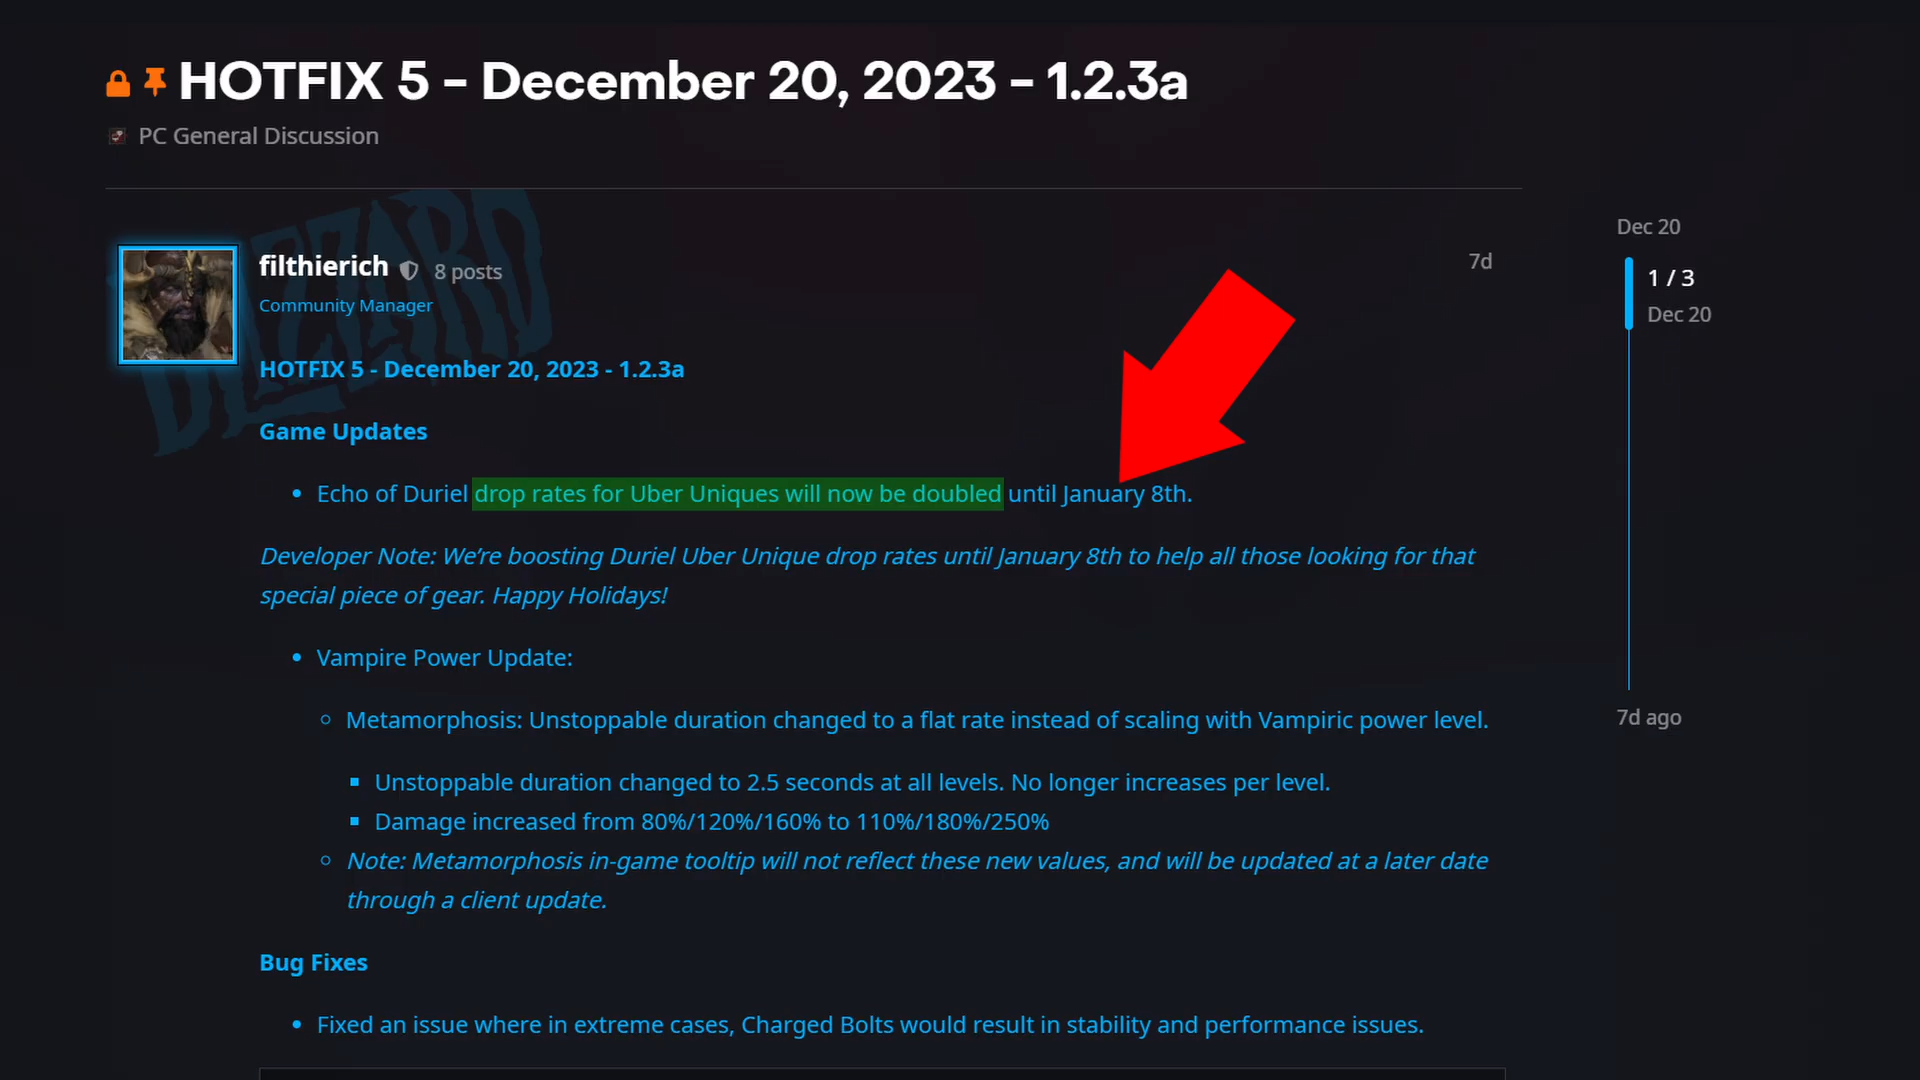 HOTFIX 5 – December 20, 2023 – 1.2.3a
PC General Discussion
BLIZZARD
filthierich 8 posts
7d
Community Manager
HOTFIX 5 - December 20, 2023 - 1.2.3a
Game Updates
• Echo of Duriel drop rates for Uber Uniques will now be doubled until January 8th.
Developer Note: We’re boosting Duriel Uber Unique drop rates until January 8th to help all those looking for that
special piece of gear. Happy Holidays!
• Vampire Power Update:
○ Metamorphosis: Unstoppable duration changed to a flat rate instead of scaling with Vampiric power level.
▪ Unstoppable duration changed to 2.5 seconds at all levels. No longer increases per level.
▪ Damage increased from 80%/120%/160% to 110%/180%/250%
○ Note: Metamorphosis in-game tooltip will not reflect these new values, and will be updated at a later date
through a client update.
Bug Fixes
• Fixed an issue where in extreme cases, Charged Bolts would result in stability and performance issues.
Dec 20
1 / 3
Dec 20
7d ago